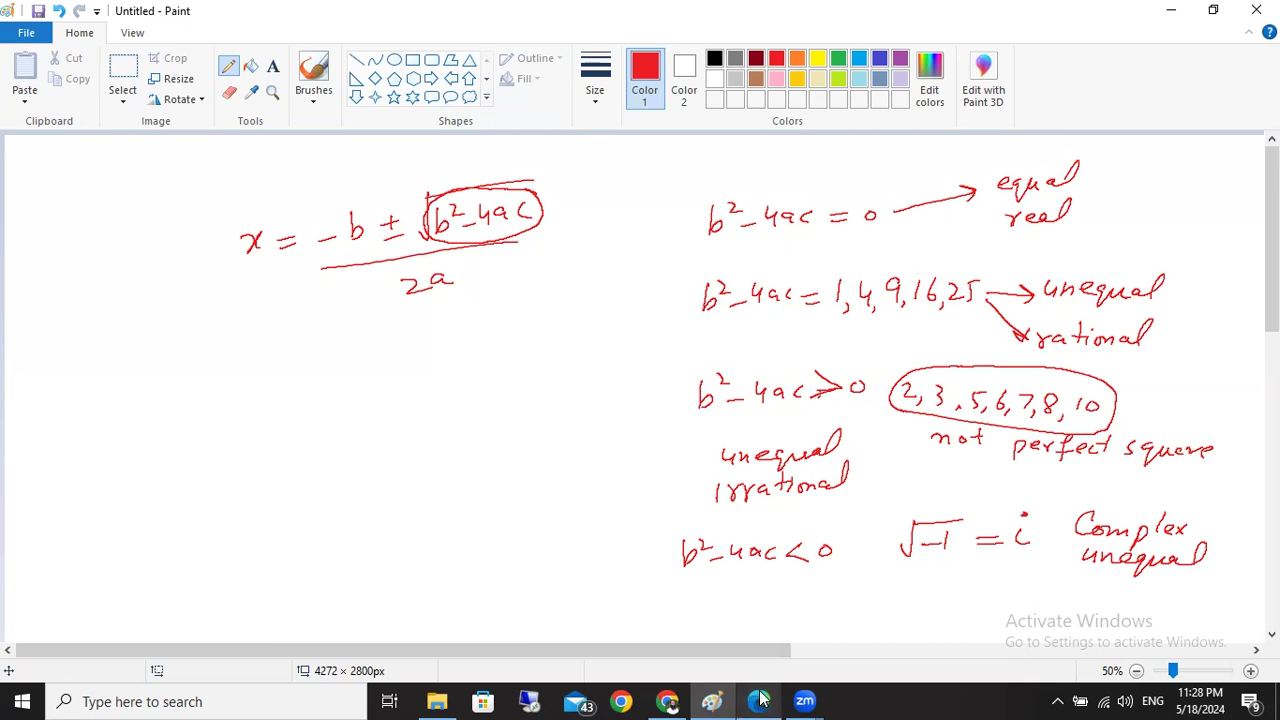 Untitled - Paint
File Home View
Paste
Cut
Copy
Clipboard
Select
Crop
Resize
Rotate
Image
A
Tools
Brushes
Outline
Fill
Shapes
Size
Color 1
Color 2
Edit colors
Colors
Edit with Paint 3D
x = -b ± √b²-4ac
2a
b²-4ac = 0 → equal
real
b²-4ac = 1,4,9,16,25 → unequal
rational
b²-4ac > 0 2,3,5,6,7,8,10
not perfect square
unequal
irrational
b²-4ac < 0 √-1 = i Complex
unequal
Activate Windows
Go to Settings to activate Windows.
4272 × 2800px
50%
Type here to search
43
zm
ENG
11:28 PM
5/18/2024
9